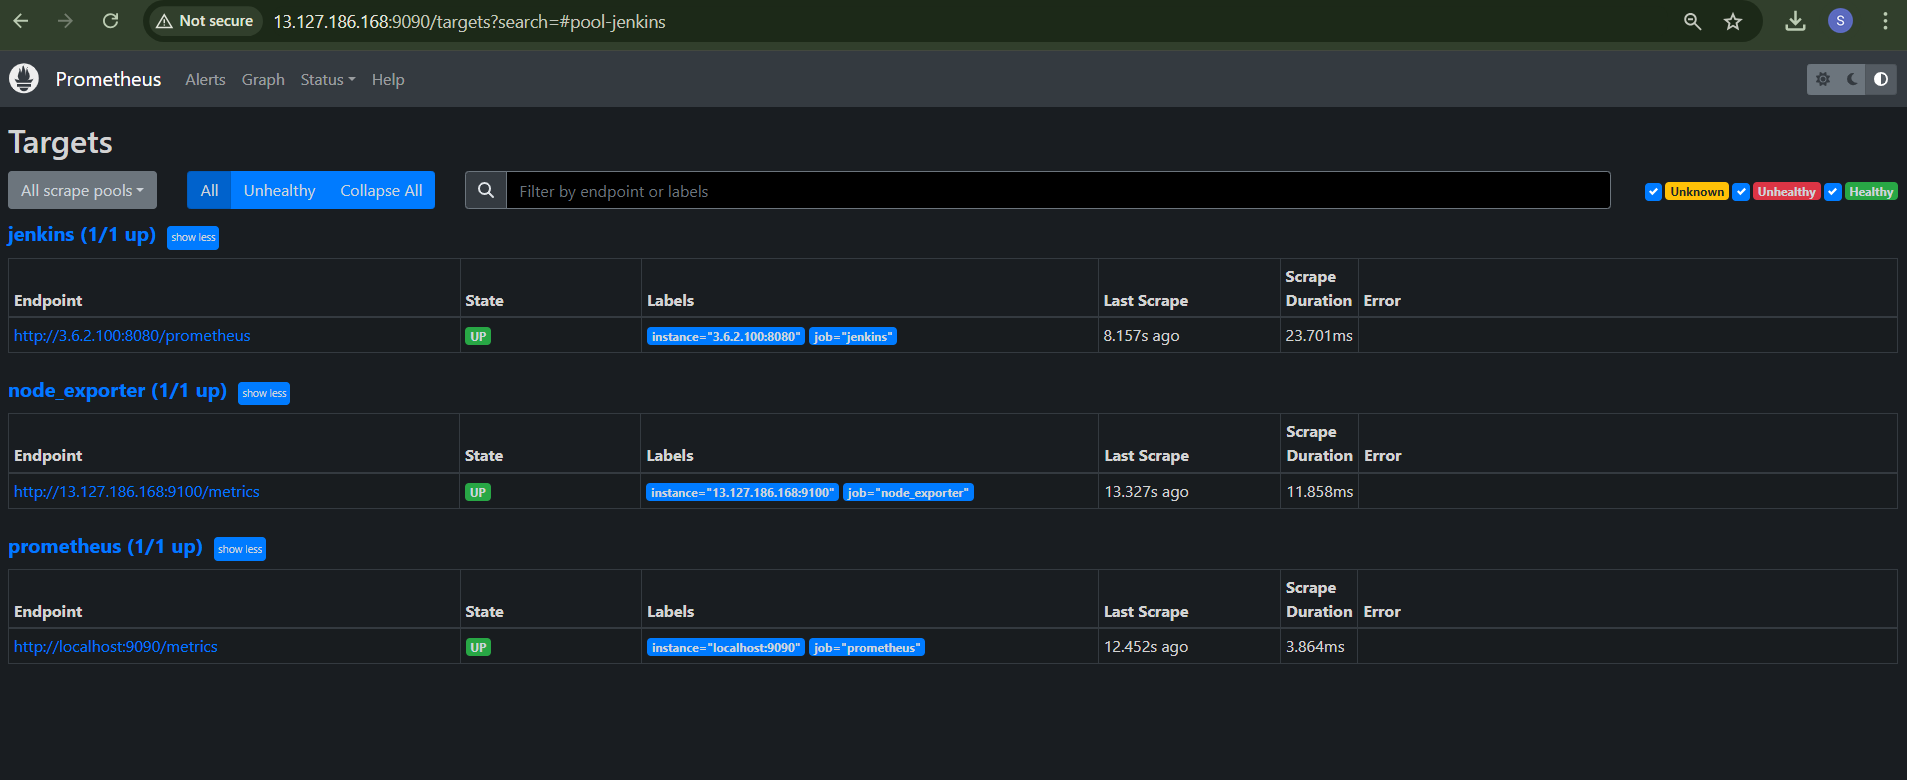 Not secure 13.127.186.168:9090/targets?search=#pool-jenkins S
Prometheus Alerts Graph Status Help
Targets
All scrape pools All Unhealthy Collapse All Filter by endpoint or labels Unknown Unhealthy Healthy
jenkins (1/1 up) show less
Endpoint State Labels Last Scrape Scrape Duration Error
http://3.6.2.100:8080/prometheus UP instance="3.6.2.100:8080" job="jenkins" 8.157s ago 23.701ms
node_exporter (1/1 up) show less
Endpoint State Labels Last Scrape Scrape Duration Error
http://13.127.186.168:9100/metrics UP instance="13.127.186.168:9100" job="node_exporter" 13.327s ago 11.858ms
prometheus (1/1 up) show less
Endpoint State Labels Last Scrape Scrape Duration Error
http://localhost:9090/metrics UP instance="localhost:9090" job="prometheus" 12.452s ago 3.864ms